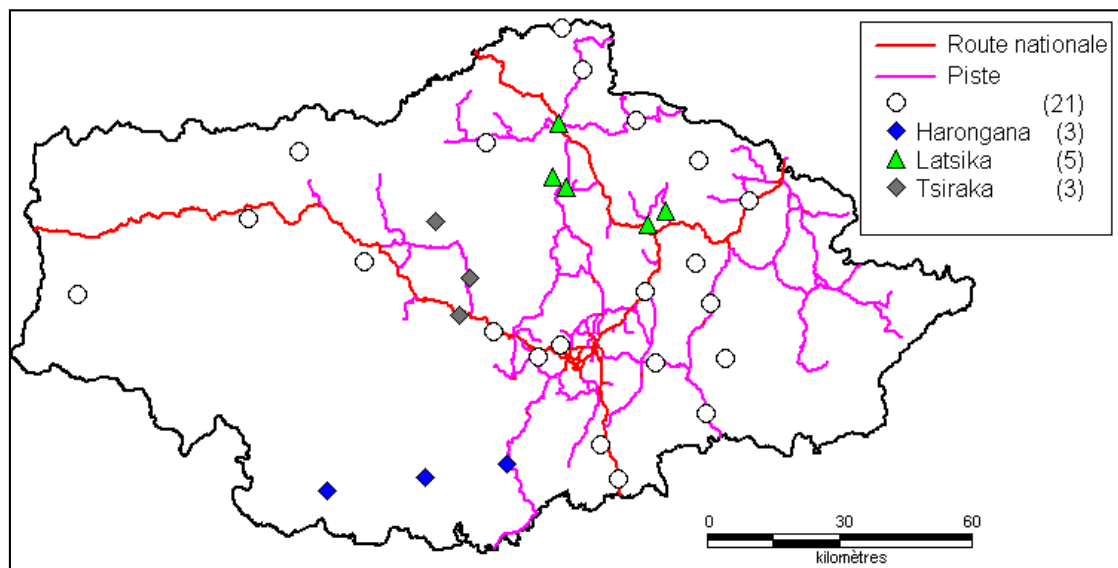 Route nationale
Piste
(21)
Harongana (3)
Latsika (5)
Tsiraka (3)
0 30 60
kilomètres